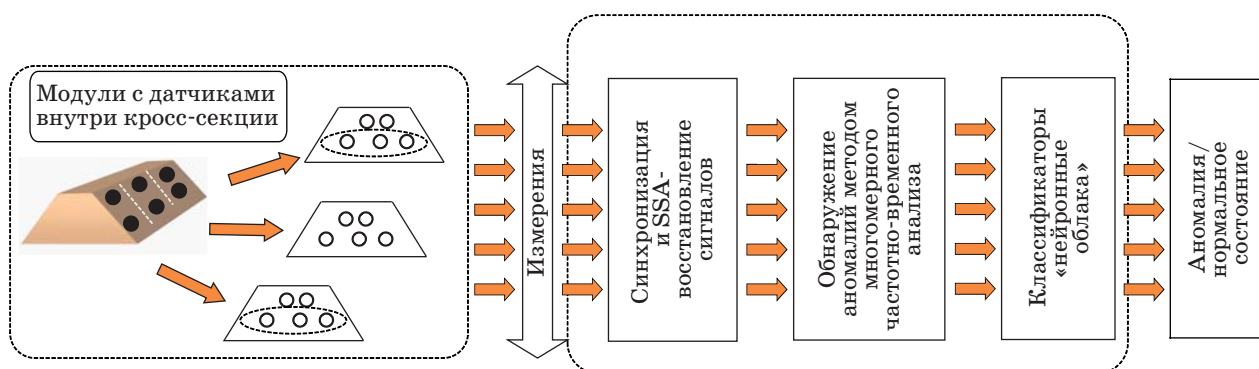 Модули с датчиками
внутри кросс-секции
Измерения
Синхронизация
и SSA-
восстановление
сигналов
Обнаружение
аномалий методом
многомерного
частотно-временного
анализа
Классификаторы
«нейронные
облака»
Аномалия/
нормальное
состояние